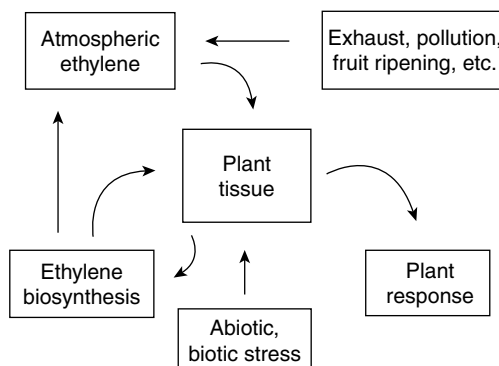 Atmospheric
ethylene
Exhaust, pollution,
fruit ripening, etc.
Plant
tissue
Ethylene
biosynthesis
Plant
response
Abiotic,
biotic stress